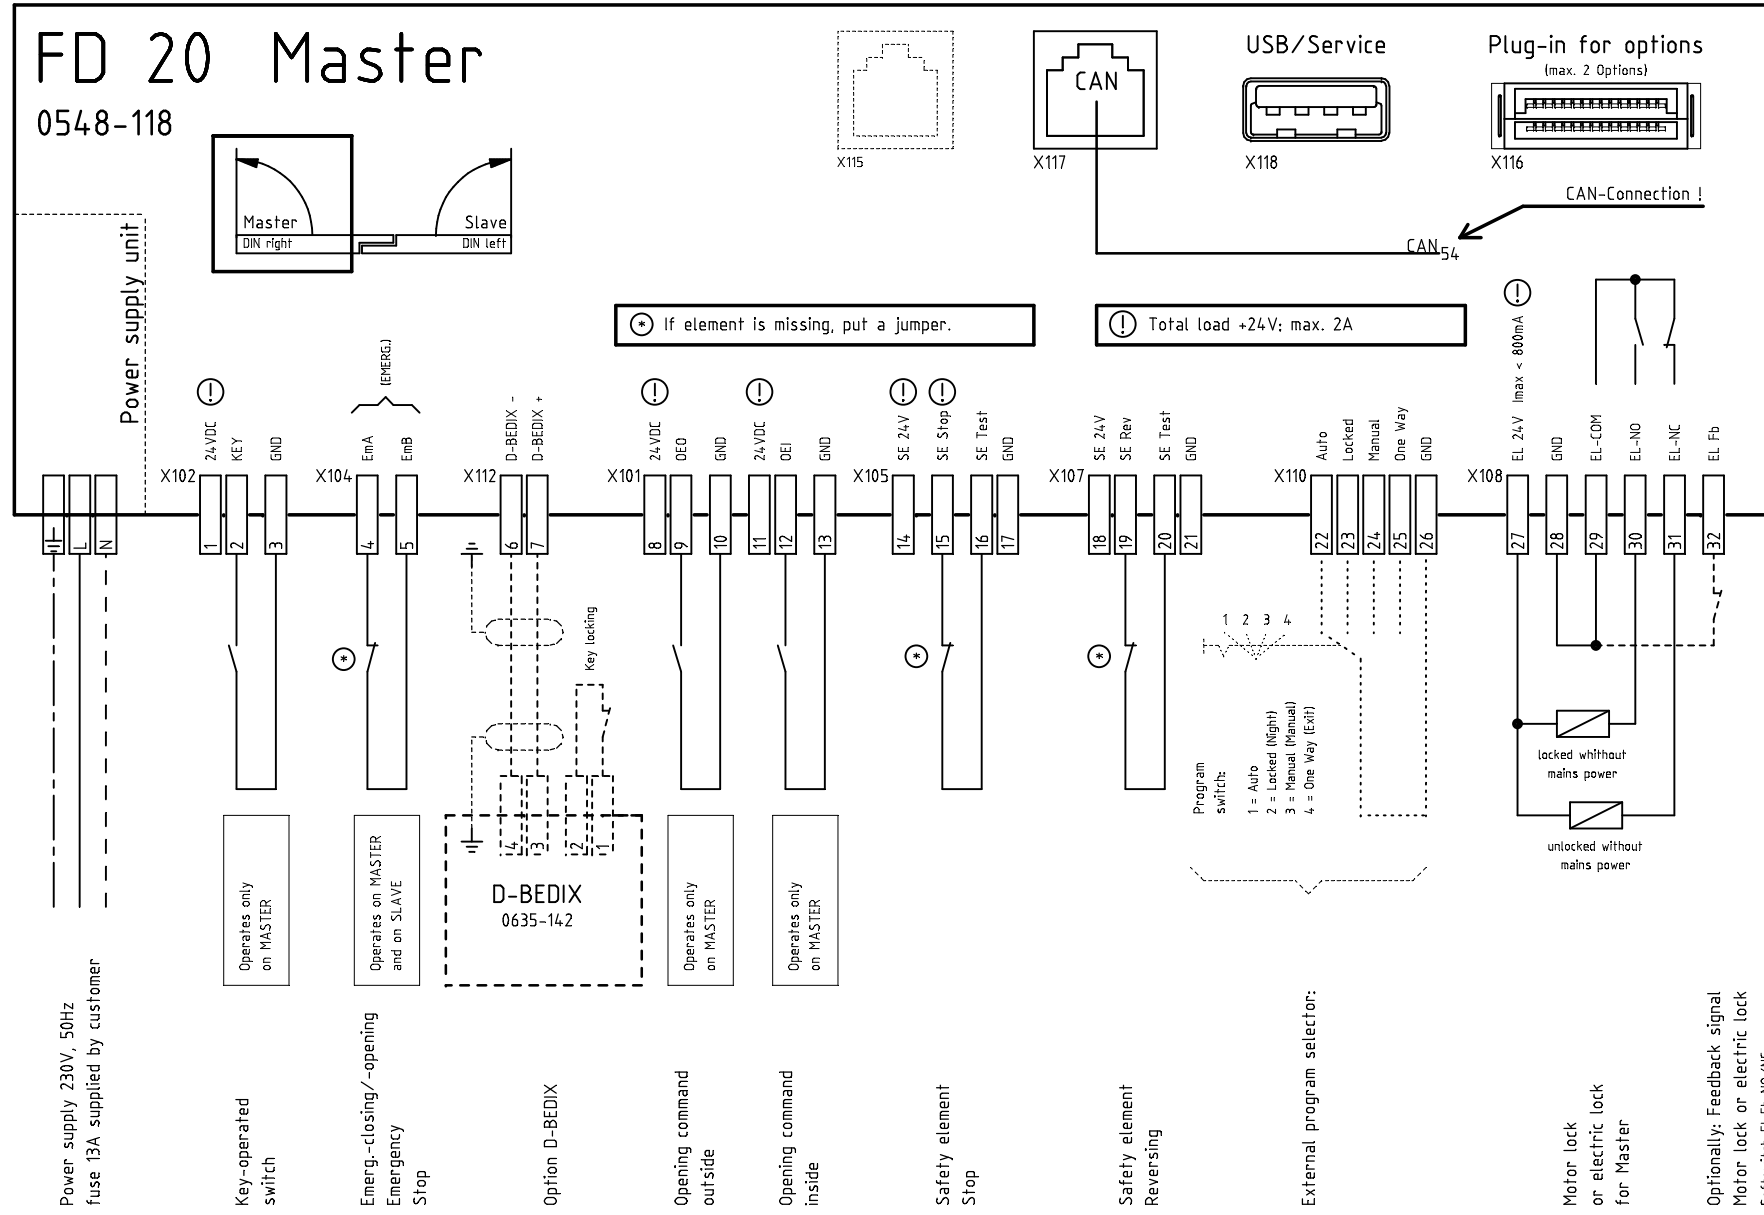 FD 20 Master
0548-118
Master
Slave
DIN right
DIN left
Power supply unit
X115
CAN
X117
USB/Service
X118
Plug-in for options
(max. 2 Options)
X116
CAN-Connection !
CAN 54
* If element is missing, put a jumper.
! Total load +24V: max. 2A
L
N
X102
24VDC
!
KEY
GND
1
2
3
X104
(EMERG.)
EmA
EmB
4
5
X112
D-BEDIX -
D-BEDIX +
6
7
X101
24VDC
!
OEO
GND
8
9
10
24VDC
!
OEI
GND
11
12
13
X105
SE 24V
!
SE Stop
!
SE Test
GND
14
15
16
17
X107
SE 24V
SE Rev
SE Test
GND
18
19
20
21
X110
Auto
Locked
Manual
One Way
GND
22
23
24
25
26
X108
EL 24V Imax < 800mA
!
GND
EL-COM
EL-NO
EL-NC
EL Fb
27
28
29
30
31
32
*
Key locking
*
*
1 2 3 4
Program
switch:
1 = Auto
2 = Locked (Night)
3 = Manual (Manual)
4 = One Way (Exit)
locked whithout
mains power
unlocked without
mains power
4
3
2
1
D-BEDIX
0635-142
Operates only
on MASTER
Operates on MASTER
and on SLAVE
Operates only
on MASTER
Operates only
on MASTER
Power supply 230V, 50Hz
fuse 13A supplied by customer
Key-operated
switch
Emerg.-closing/-opening
Emergency
Stop
Option D-BEDIX
Opening command
outside
Opening command
inside
Safety element
Stop
Safety element
Reversing
External program selector:
Motor lock
or electric lock
for Master
Optionally: Feedback signal
Motor lock or electric lock